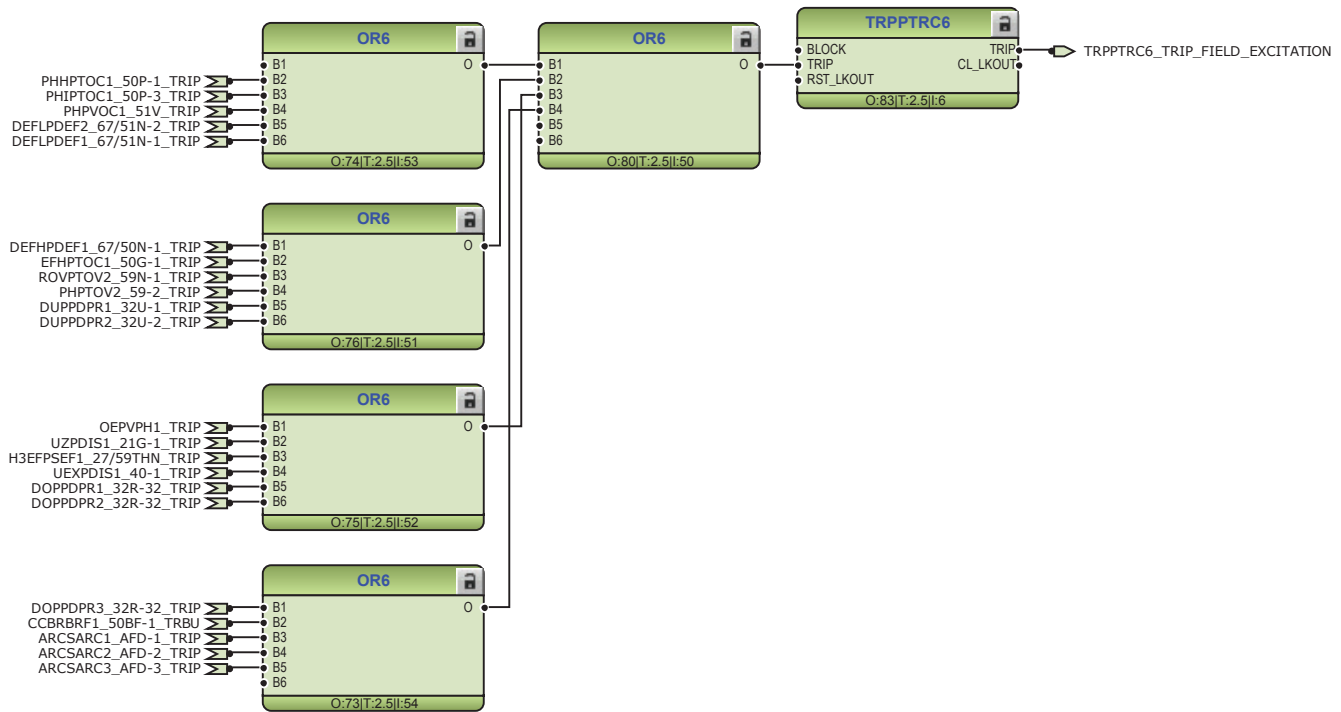 OR6
B1
B2
B3
B4
B5
B6
O
O:74|T:2.5|I:53
PHHPTOC1_50P-1_TRIP
PHIPTOC1_50P-3_TRIP
PHPVOC1_51V_TRIP
DEFLPDEF2_67/51N-2_TRIP
DEFLPDEF1_67/51N-1_TRIP
OR6
B1
B2
B3
B4
B5
B6
O
O:80|T:2.5|I:50
TRPPTRC6
BLOCK
TRIP
RST_LKOUT
TRIP
CL_LKOUT
O:83|T:2.5|I:6
TRPPTRC6_TRIP_FIELD_EXCITATION
OR6
DEFHPDEF1_67/50N-1_TRIP
EFHPTOC1_50G-1_TRIP
ROVPTOV2_59N-1_TRIP
PHPTOV2_59-2_TRIP
DUPPDPR1_32U-1_TRIP
DUPPDPR2_32U-2_TRIP
B1
B2
B3
B4
B5
B6
O
O:76|T:2.5|I:51
OR6
OEPVPH1_TRIP
UZPDIS1_21G-1_TRIP
H3EFPSEF1_27/59THN_TRIP
UEXPDIS1_40-1_TRIP
DOPPDPR1_32R-32_TRIP
DOPPDPR2_32R-32_TRIP
B1
B2
B3
B4
B5
B6
O
O:75|T:2.5|I:52
OR6
DOPPDPR3_32R-32_TRIP
CCBRBRF1_50BF-1_TRBU
ARCSARC1_AFD-1_TRIP
ARCSARC2_AFD-2_TRIP
ARCSARC3_AFD-3_TRIP
B1
B2
B3
B4
B5
B6
O
O:73|T:2.5|I:54